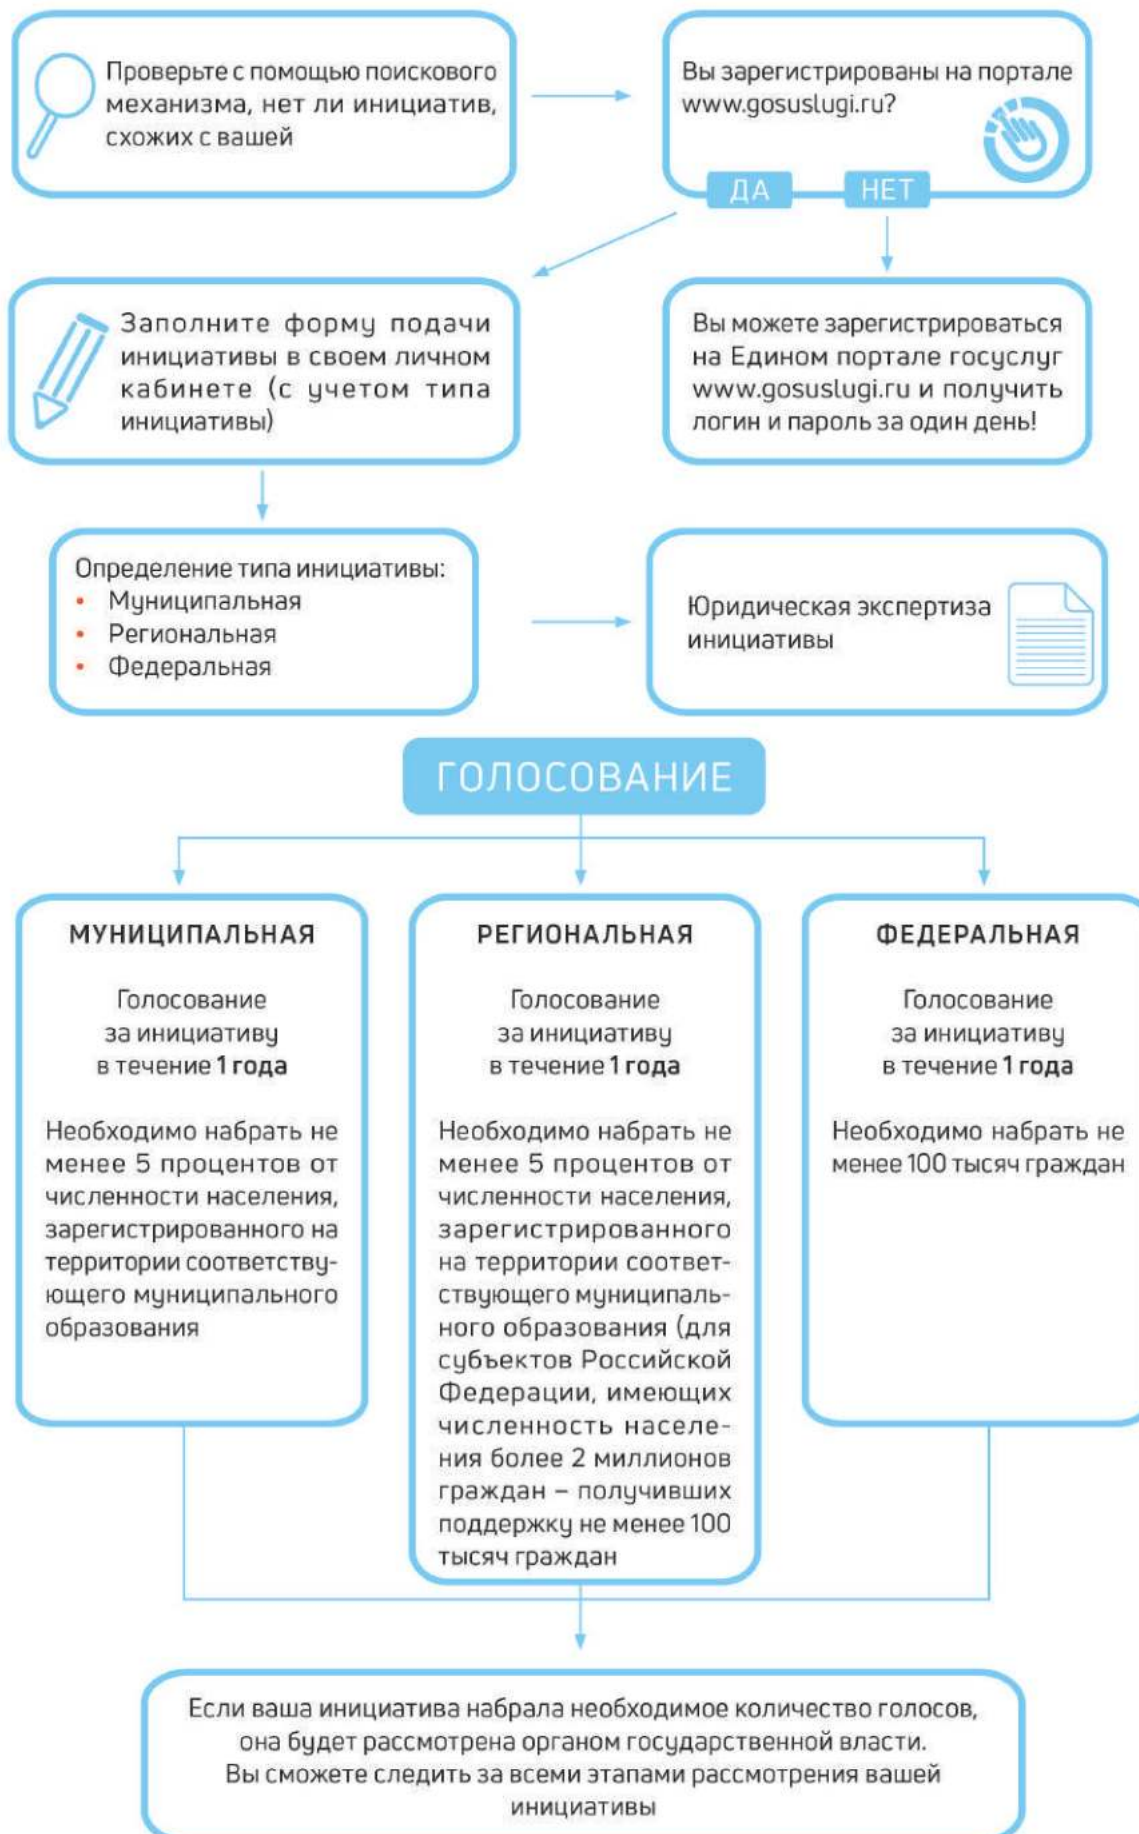 Проверьте с помощью поискового
механизма, нет ли инициатив,
схожих с вашей
Вы зарегистрированы на портале
www.gosuslugi.ru?
ДА
НЕТ
Заполните форму подачи
инициативы в своем личном
кабинете (с учетом типа
инициативы)
Вы можете зарегистрироваться
на Едином портале госуслуг
www.gosuslugi.ru и получить
логин и пароль за один день!
Определение типа инициативы:
• Муниципальная
• Региональная
• Федеральная
Юридическая экспертиза
инициативы
ГОЛОСОВАНИЕ
МУНИЦИПАЛЬНАЯ
Голосование
за инициативу
в течение 1 года
Необходимо набрать не
менее 5 процентов от
численности населения,
зарегистрированного на
территории соответству-
ющего муниципального
образования
РЕГИОНАЛЬНАЯ
Голосование
за инициативу
в течение 1 года
Необходимо набрать не
менее 5 процентов от
численности населения,
зарегистрированного
на территории соответ-
ствующего муниципаль-
ного образования (для
субъектов Российской
Федерации, имеющих
численность населе-
ния более 2 миллионов
граждан – получивших
поддержку не менее 100
тысяч граждан
ФЕДЕРАЛЬНАЯ
Голосование
за инициативу
в течение 1 года
Необходимо набрать не
менее 100 тысяч граждан
Если ваша инициатива набрала необходимое количество голосов,
она будет рассмотрена органом государственной власти.
Вы сможете следить за всеми этапами рассмотрения вашей
инициативы